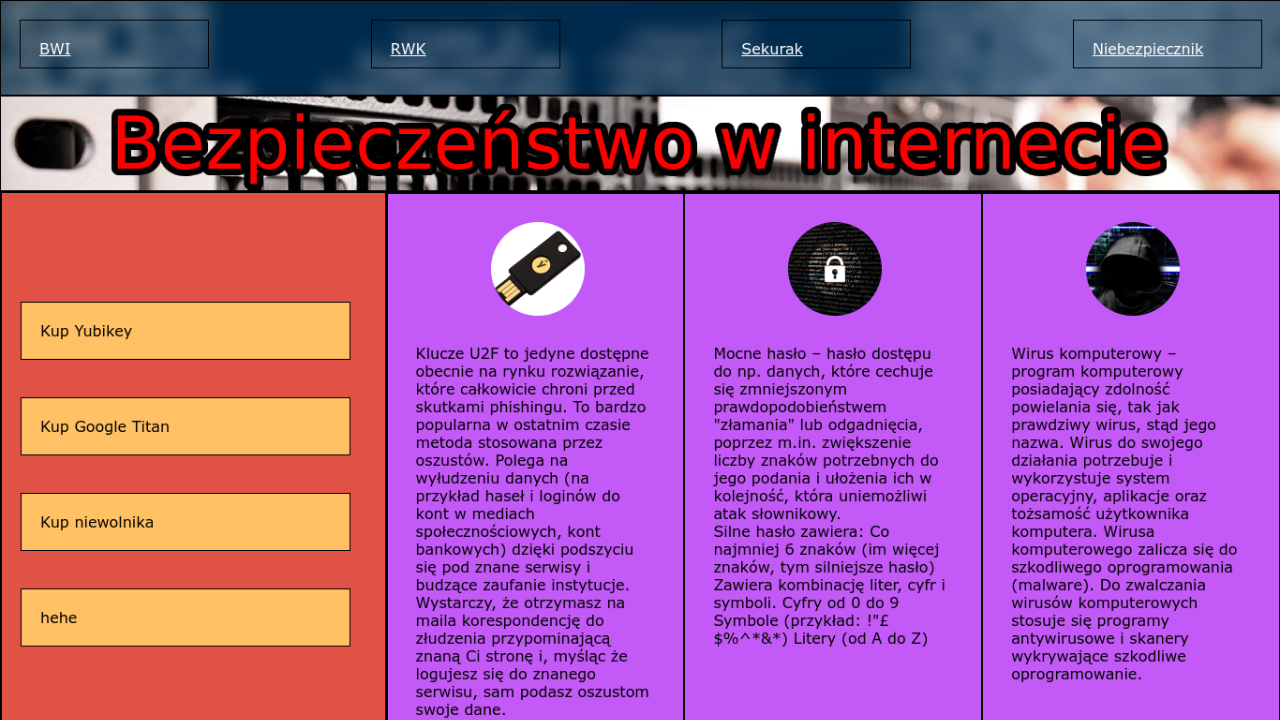 BWI
RWK
Sekurak
Niebezpiecznik
Bezpieczeństwo w internecie
Kup Yubikey
Kup Google Titan
Kup niewolnika
hehe
Klucze U2F to jedyne dostępne
obecnie na rynku rozwiązanie,
które całkowicie chroni przed
skutkami phishingu. To bardzo
popularna w ostatnim czasie
metoda stosowana przez
oszustów. Polega na
wyłudzeniu danych (na
przykład haseł i loginów do
kont w mediach
społecznościowych, kont
bankowych) dzięki podszyciu
się pod znane serwisy i
budzące zaufanie instytucje.
Wystarczy, że otrzymasz na
maila korespondencję do
złudzenia przypominającą
znaną Ci stronę i, myśląc że
logujesz się do znanego
serwisu, sam podasz oszustom
swoje dane.
Mocne hasło – hasło dostępu
do np. danych, które cechuje
się zmniejszonym
prawdopodobieństwem
"złamania" lub odgadnięcia,
poprzez m.in. zwiększenie
liczby znaków potrzebnych do
jego podania i ułożenia ich w
kolejność, która uniemożliwi
atak słownikowy.
Silne hasło zawiera: Co
najmniej 6 znaków (im więcej
znaków, tym silniejsze hasło)
Zawiera kombinację liter, cyfr i
symboli. Cyfry od 0 do 9
Symbole (przykład: !"£
$%^*&*) Litery (od A do Z)
Wirus komputerowy –
program komputerowy
posiadający zdolność
powielania się, tak jak
prawdziwy wirus, stąd jego
nazwa. Wirus do swojego
działania potrzebuje i
wykorzystuje system
operacyjny, aplikacje oraz
tożsamość użytkownika
komputera. Wirusa
komputerowego zalicza się do
szkodliwego oprogramowania
(malware). Do zwalczania
wirusów komputerowych
stosuje się programy
antywirusowe i skanery
wykrywające szkodliwe
oprogramowanie.